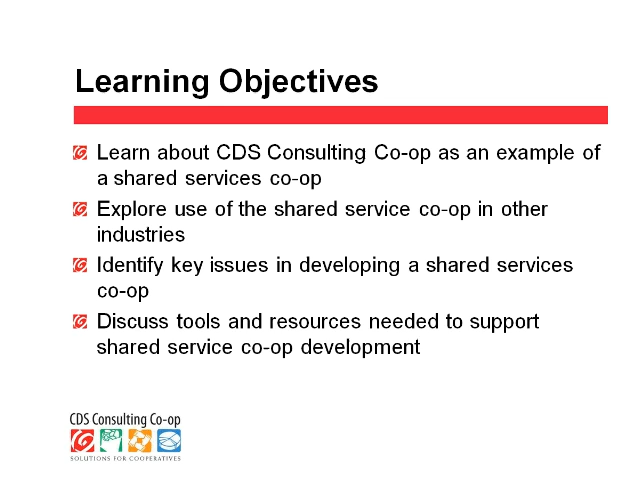 Learning Objectives
Learn about CDS Consulting Co-op as an example of
a shared services co-op
Explore use of the shared service co-op in other
industries
Identify key issues in developing a shared services
co-op
Discuss tools and resources needed to support
shared service co-op development
CDS Consulting Co-op
SOLUTIONS FOR COOPERATIVES